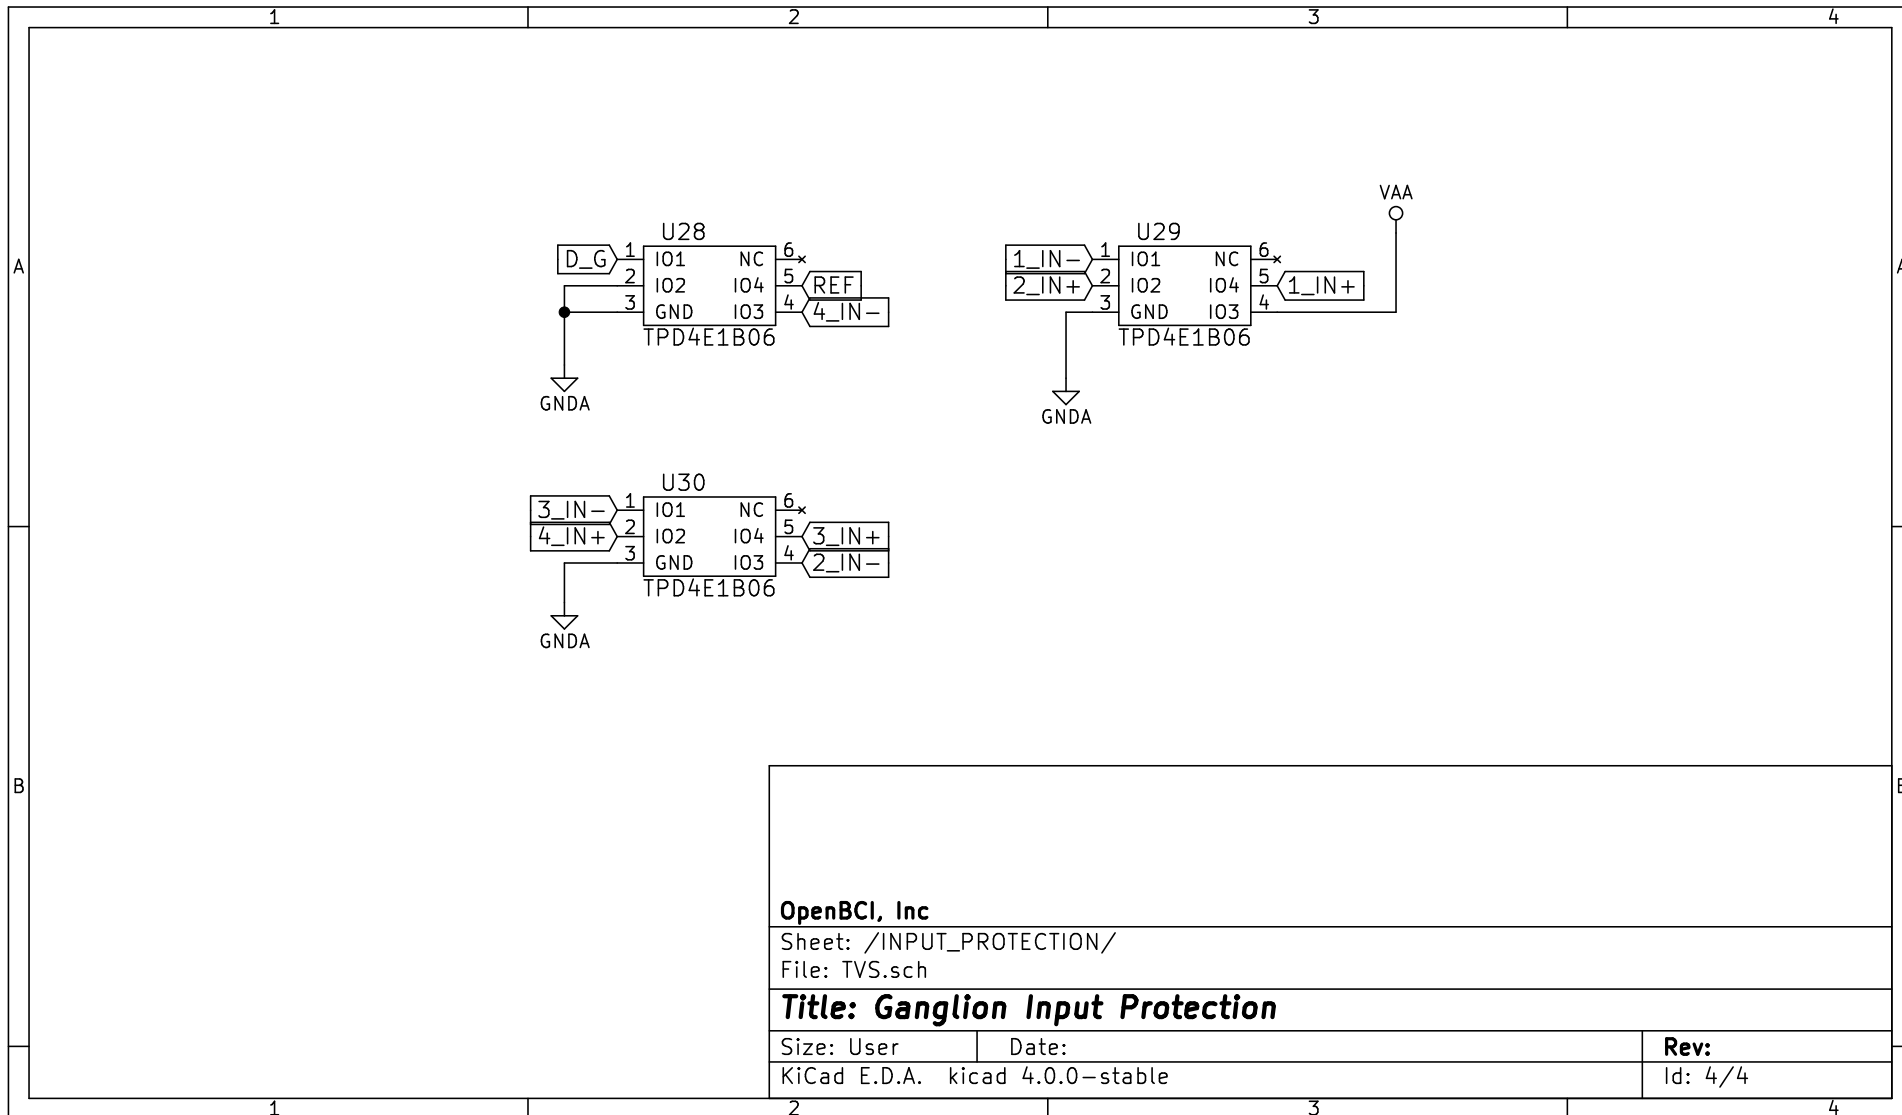 1 2 3 4
A
A
B
VAA
U28
D_G 1 IO1 NC 6
2 IO2 IO4 5 REF
3 GND IO3 4 4_IN-
TPD4E1B06
GNDA
U29
1_IN- 1 IO1 NC 6
2_IN+ 2 IO2 IO4 5 1_IN+
3 GND IO3 4
TPD4E1B06
GNDA
U30
3_IN- 1 IO1 NC 6
4_IN+ 2 IO2 IO4 5 3_IN+
3 GND IO3 4 2_IN-
TPD4E1B06
GNDA
OpenBCI, Inc
Sheet: /INPUT_PROTECTION/
File: TVS.sch
Title: Ganglion Input Protection
Size: User Date: Rev:
KiCad E.D.A. kicad 4.0.0-stable Id: 4/4
1 2 3 4